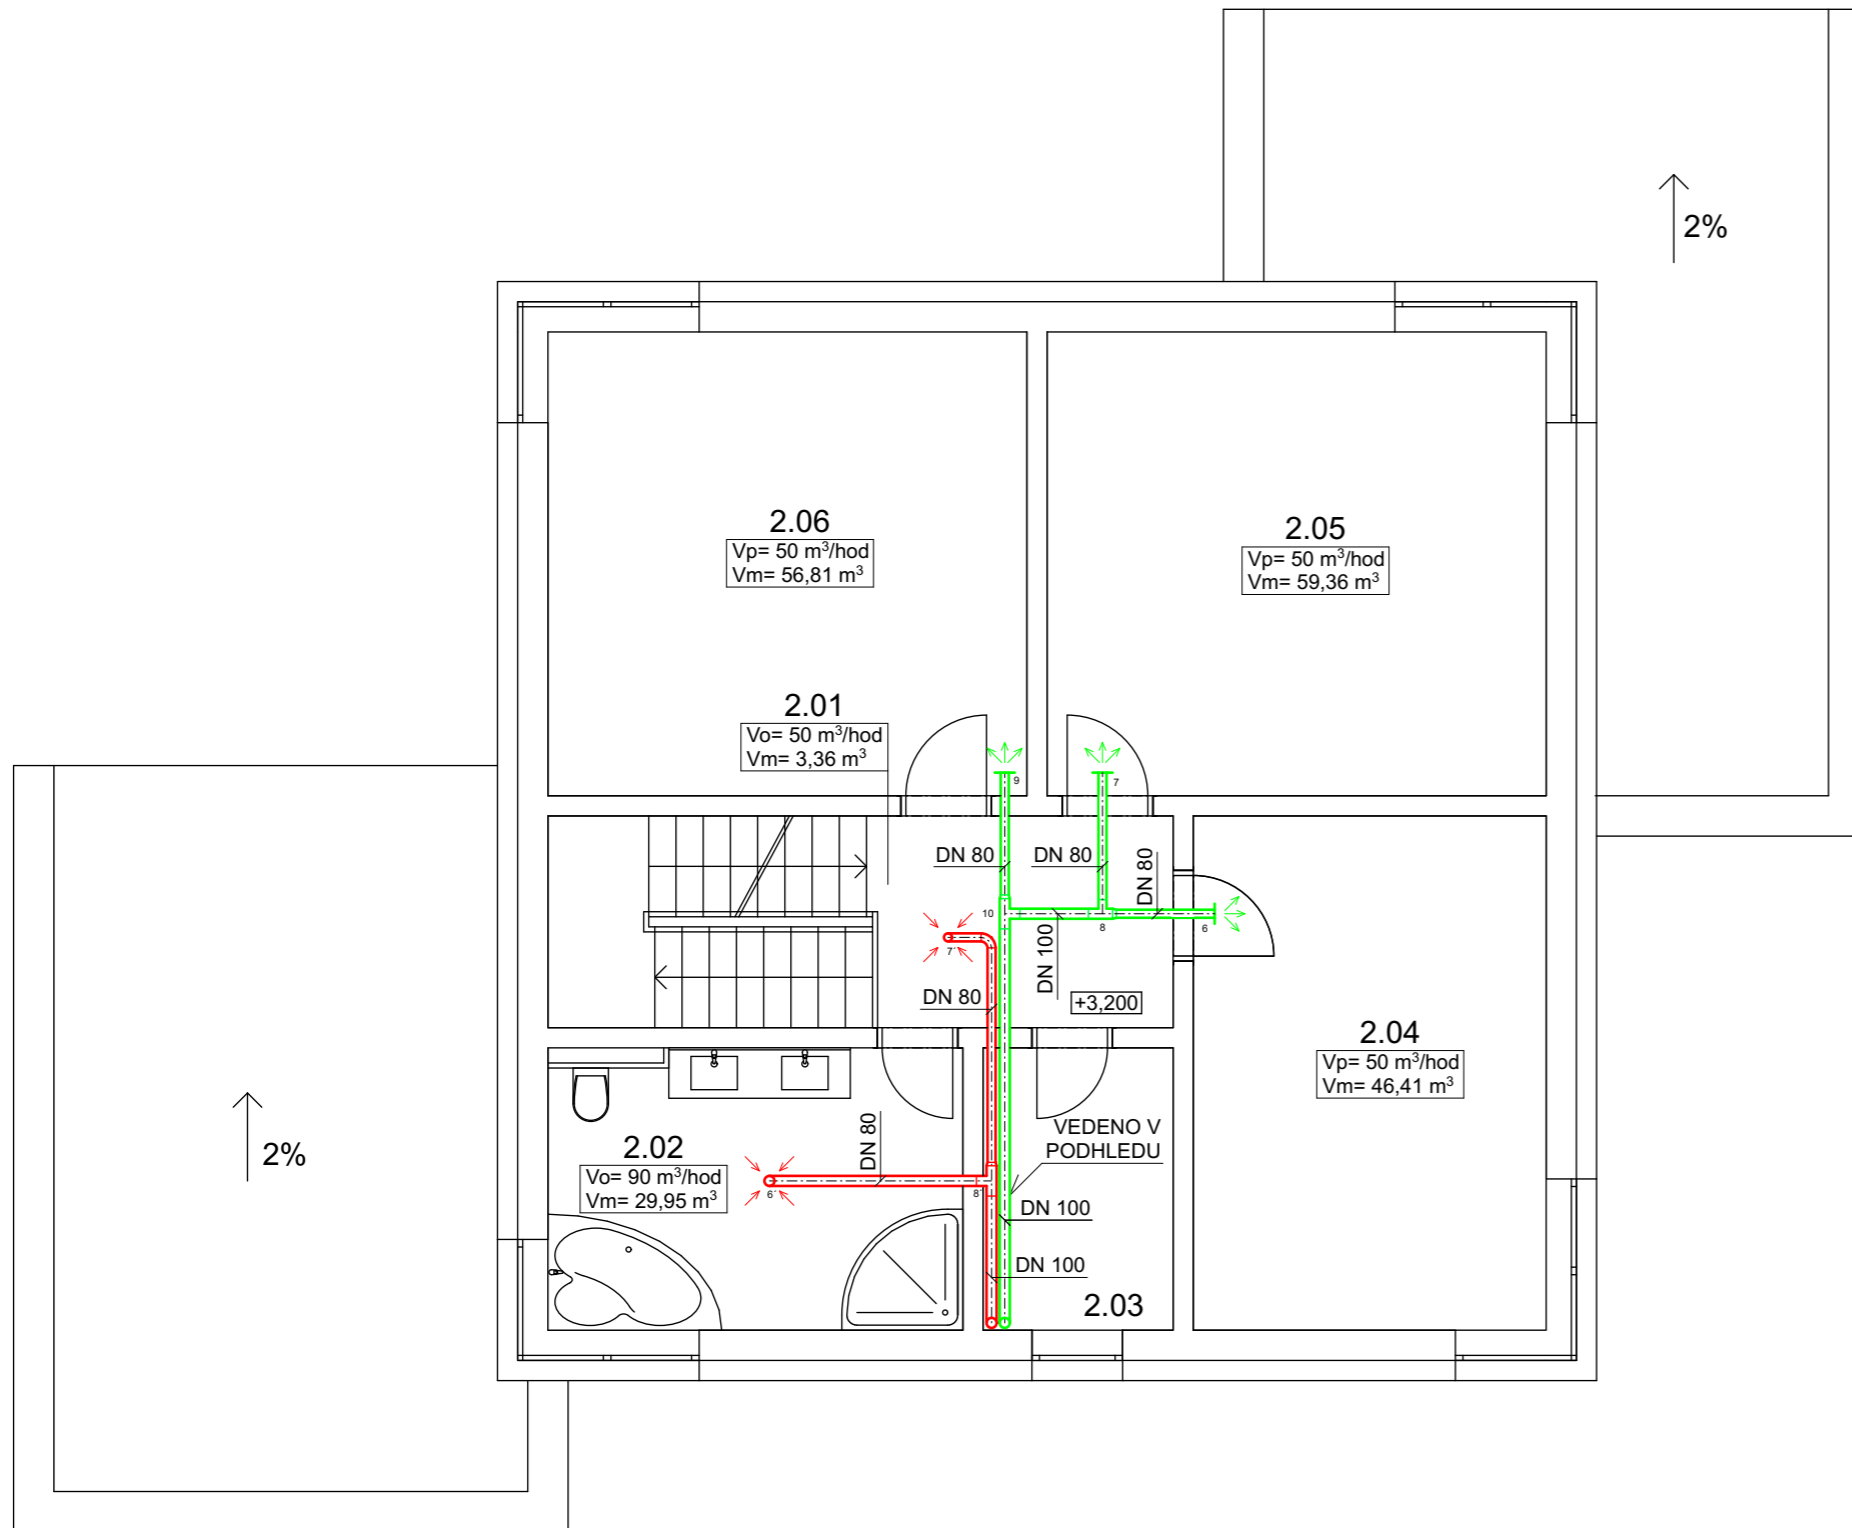 2%
2.06
Vp= 50 m³/hod
Vm= 56,81 m³
2.05
Vp= 50 m³/hod
Vm= 59,36 m³
2.01
Vo= 50 m³/hod
Vm= 3,36 m³
9
7
DN 80
DN 80
DN 80
10
8
6
7´
DN 100
DN 80
+3,200
2.04
Vp= 50 m³/hod
Vm= 46,41 m³
VEDENO V
PODHLEDU
DN 80
2.02
Vo= 90 m³/hod
Vm= 29,95 m³
6´
8´
2%
DN 100
DN 100
2.03